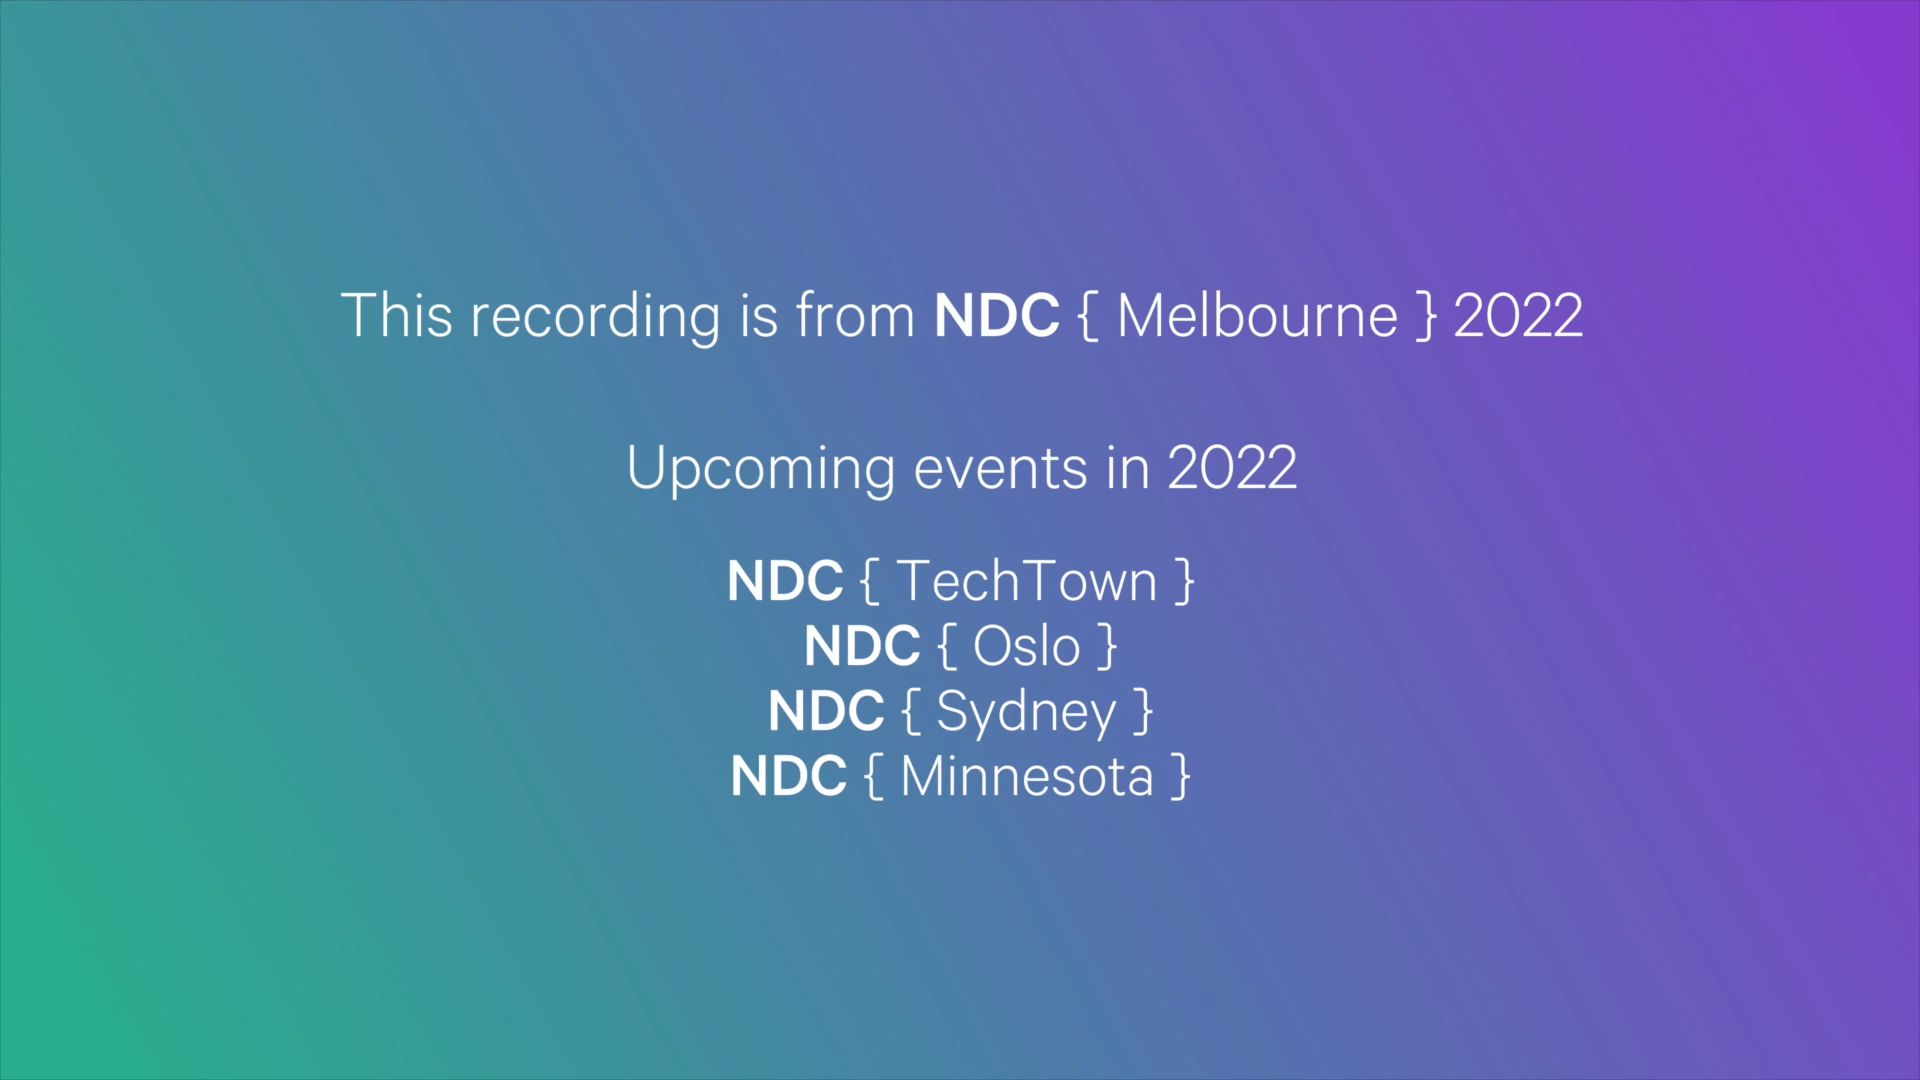 This recording is from NDC { Melbourne } 2022
Upcoming events in 2022
NDC { TechTown }
NDC { Oslo }
NDC { Sydney }
NDC { Minnesota }